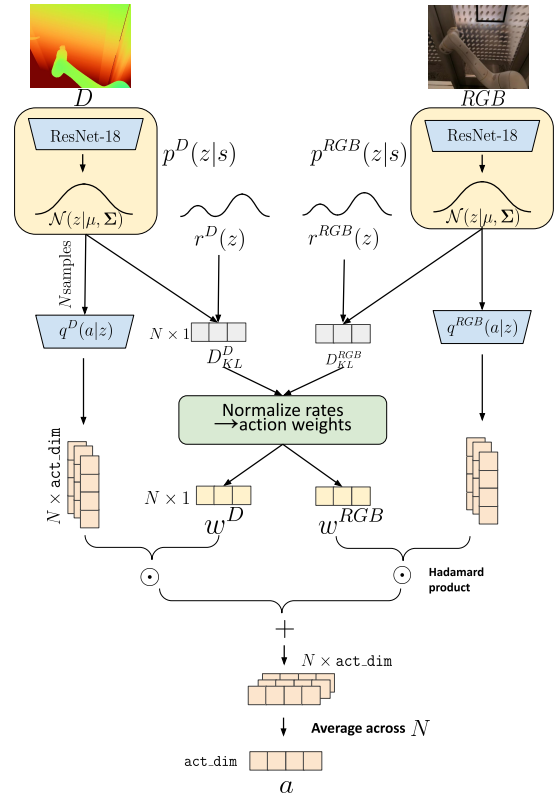 D
RGB
ResNet-18
ResNet-18
p^D(z|s)
p^{RGB}(z|s)
𝒩(z|μ, Σ)
𝒩(z|μ, Σ)
r^D(z)
r^{RGB}(z)
N samples
q^D(a|z)
q^{RGB}(a|z)
N × 1
D^D_{KL}
D^{RGB}_{KL}
Normalize rates
→action weights
N × act_dim
N × 1
w^D
w^{RGB}
⊙
⊙
Hadamard
product
+
N × act_dim
Average across N
act_dim
a